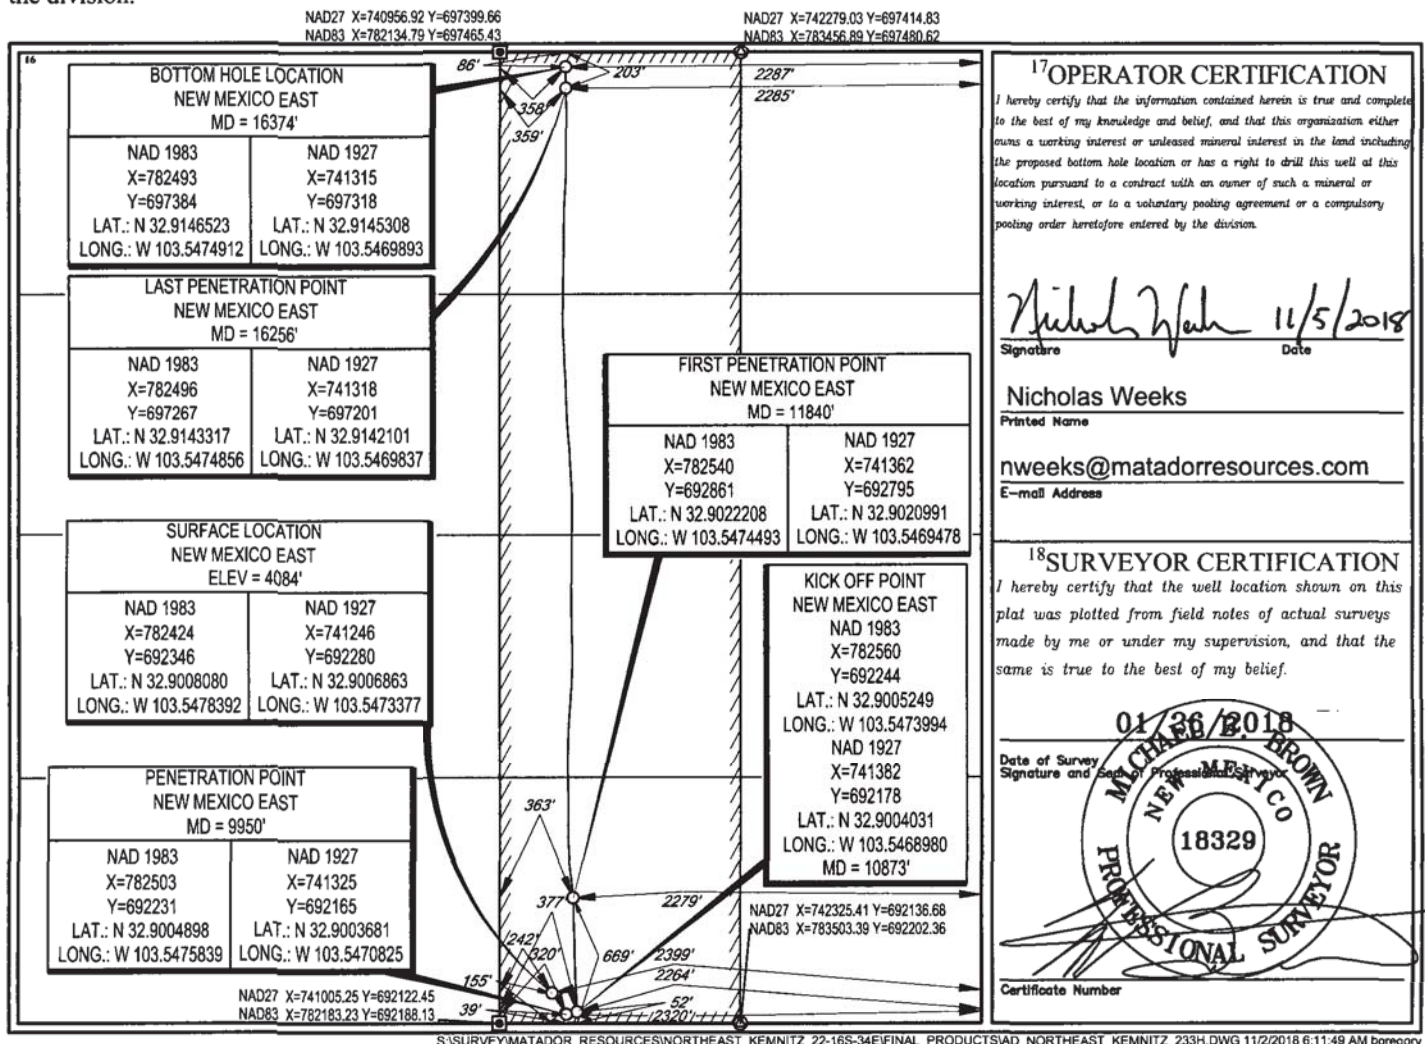 the division.
NAD27 X=740956.92 Y=697399.66
NAD83 X=782134.79 Y=697465.43
NAD27 X=742279.03 Y=697414.83
NAD83 X=783456.89 Y=697480.62
16
86'
203'
2287'
2285'
358'
359'
BOTTOM HOLE LOCATION
NEW MEXICO EAST
MD = 16374'
NAD 1983
X=782493
Y=697384
LAT.: N 32.9146523
LONG.: W 103.5474912
NAD 1927
X=741315
Y=697318
LAT.: N 32.9145308
LONG.: W 103.5469893
LAST PENETRATION POINT
NEW MEXICO EAST
MD = 16256'
NAD 1983
X=782496
Y=697267
LAT.: N 32.9143317
LONG.: W 103.5474856
NAD 1927
X=741318
Y=697201
LAT.: N 32.9142101
LONG.: W 103.5469837
FIRST PENETRATION POINT
NEW MEXICO EAST
MD = 11840'
NAD 1983
X=782540
Y=692861
LAT.: N 32.9022208
LONG.: W 103.5474493
NAD 1927
X=741362
Y=692795
LAT.: N 32.9020991
LONG.: W 103.5469478
SURFACE LOCATION
NEW MEXICO EAST
ELEV = 4084'
NAD 1983
X=782424
Y=692346
LAT.: N 32.9008080
LONG.: W 103.5478392
NAD 1927
X=741246
Y=692280
LAT.: N 32.9006863
LONG.: W 103.5473377
KICK OFF POINT
NEW MEXICO EAST
NAD 1983
X=782560
Y=692244
LAT.: N 32.9005249
LONG.: W 103.5473994
NAD 1927
X=741382
Y=692178
LAT.: N 32.9004031
LONG.: W 103.5468980
MD = 10873'
PENETRATION POINT
NEW MEXICO EAST
MD = 9950'
NAD 1983
X=782503
Y=692231
LAT.: N 32.9004898
LONG.: W 103.5475839
NAD 1927
X=741325
Y=692165
LAT.: N 32.9003681
LONG.: W 103.5470825
363'
377'
2279'
242'
320'
669'
2399'
2264'
155'
39'
52'
2320'
NAD27 X=742325.41 Y=692136.68
NAD83 X=783503.39 Y=692202.36
NAD27 X=741005.25 Y=692122.45
NAD83 X=782183.23 Y=692188.13
17 OPERATOR CERTIFICATION
I hereby certify that the information contained herein is true and complete
to the best of my knowledge and belief, and that this organization either
owns a working interest or unleased mineral interest in the land including
the proposed bottom hole location or has a right to drill this well at this
location pursuant to a contract with an owner of such a mineral or
working interest, or to a voluntary pooling agreement or a compulsory
pooling order heretofore entered by the division.
11/5/2018
Signature Date
Nicholas Weeks
Printed Name
nweeks@matadorresources.com
E-mail Address
18 SURVEYOR CERTIFICATION
I hereby certify that the well location shown on this
plat was plotted from field notes of actual surveys
made by me or under my supervision, and that the
same is true to the best of my belief.
01/26/2018
Date of Survey
Signature and Seal of Professional Surveyor
MICHAEL B. BROWN
NEW MEXICO
18329
PROFESSIONAL SURVEYOR
Certificate Number
S:\SURVEY\MATADOR_RESOURCES\NORTHEAST_KEMNITZ_22-16S-34E\FINAL_PRODUCTS\AD_NORTHEAST_KEMNITZ_233H.DWG 11/2/2018 6:11:49 AM bgregory